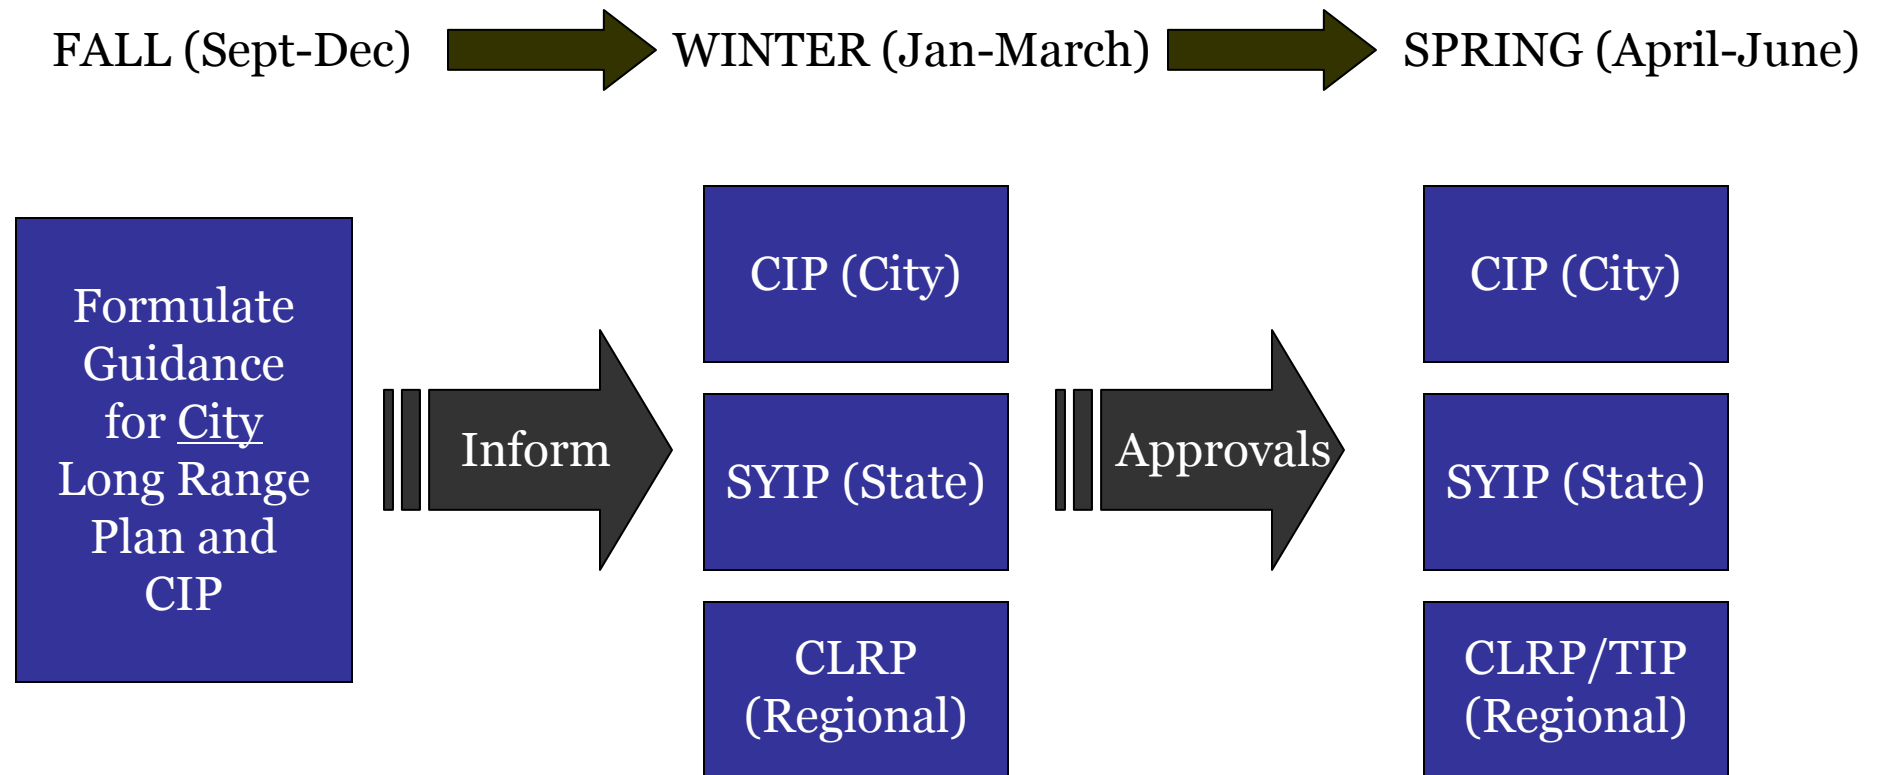 FALL (Sept-Dec)
WINTER (Jan-March)
SPRING (April-June)
Formulate
Guidance
for City
Long Range
Plan and
CIP
Inform
CIP (City)
SYIP (State)
CLRP
(Regional)
Approvals
CIP (City)
SYIP (State)
CLRP/TIP
(Regional)